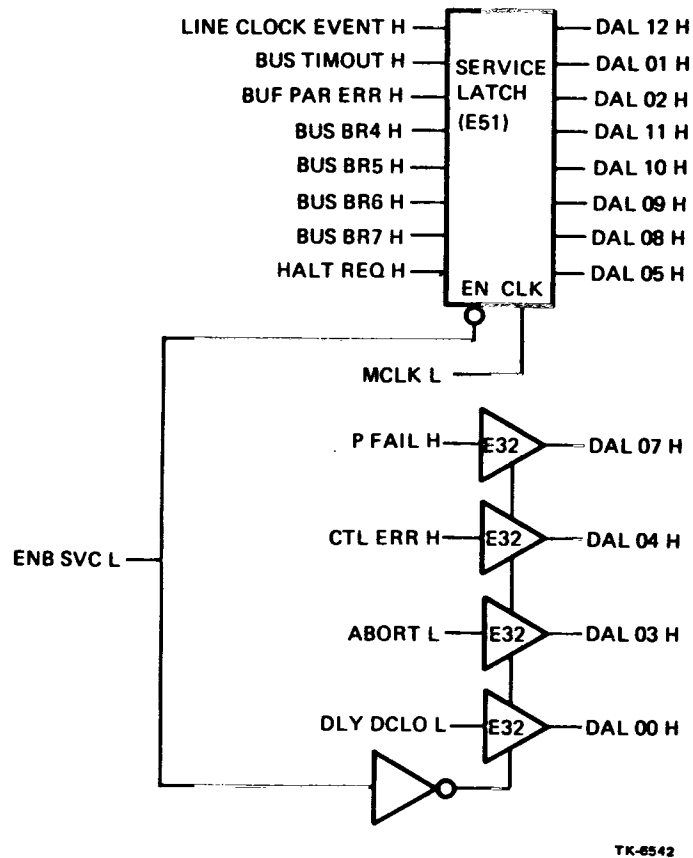 LINE CLOCK EVENT H
BUS TIMOUT H
BUF PAR ERR H
BUS BR4 H
BUS BR5 H
BUS BR6 H
BUS BR7 H
HALT REQ H
SERVICE
LATCH
(E51)
EN CLK
DAL 12 H
DAL 01 H
DAL 02 H
DAL 11 H
DAL 10 H
DAL 09 H
DAL 08 H
DAL 05 H
MCLK L
P FAIL H
E32
DAL 07 H
CTL ERR H
E32
DAL 04 H
ENB SVC L
ABORT L
E32
DAL 03 H
DLY DCLO L
E32
DAL 00 H
TK-6542